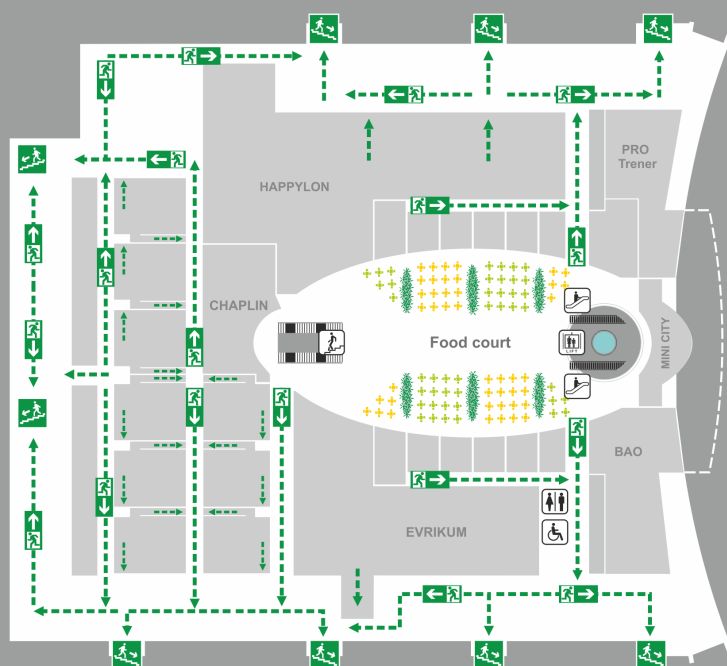 PRO
Trener
HAPPYLON
CHAPLIN
Food court
LIFT
MINI CITY
BAO
EVRIKUM